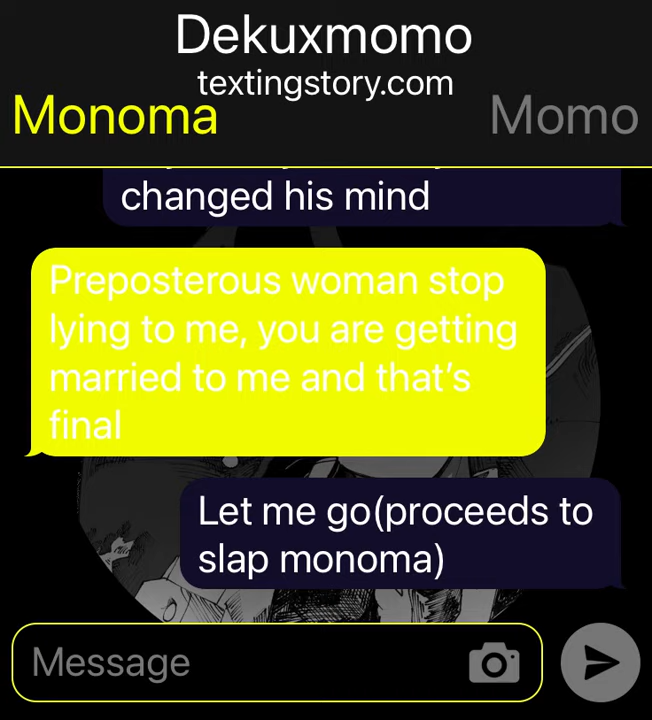 Dekuxmomo
textingstory.com
Monoma
Momo
changed his mind
Preposterous woman stop
lying to me, you are getting
married to me and that’s
final
Let me go(proceeds to
slap monoma)
Message